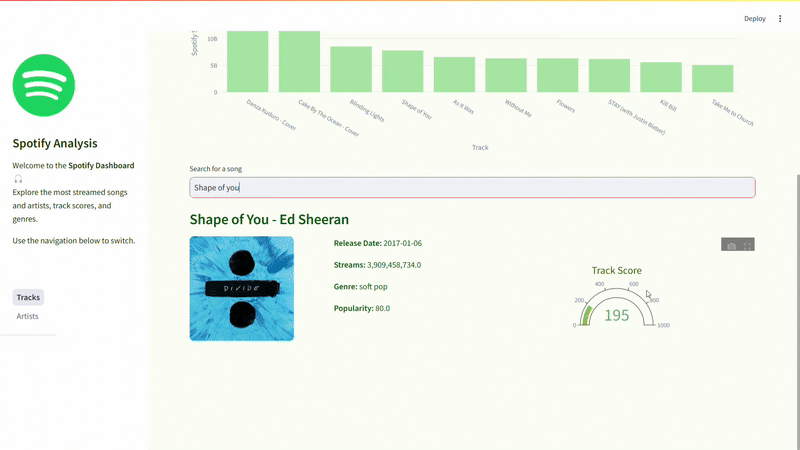 Deploy
Spotify Analysis
Welcome to the Spotify Dashboard
Explore the most streamed songs
and artists, track scores, and
genres.
Use the navigation below to switch.
Tracks
Artists
10B
5B
0
Danza Kuduro - Cover
Cake By The Ocean - Cover
Blinding Lights
Shape of You
As It Was
Without Me
Flowers
STAY (with Justin Bieber)
Kill Bill
Take Me to Church
Track
Search for a song
Shape of you
Shape of You - Ed Sheeran
DIVIDE
Release Date: 2017-01-06
Streams: 3,909,458,734.0
Genre: soft pop
Popularity: 80.0
Track Score
0
200
400
600
800
1000
195